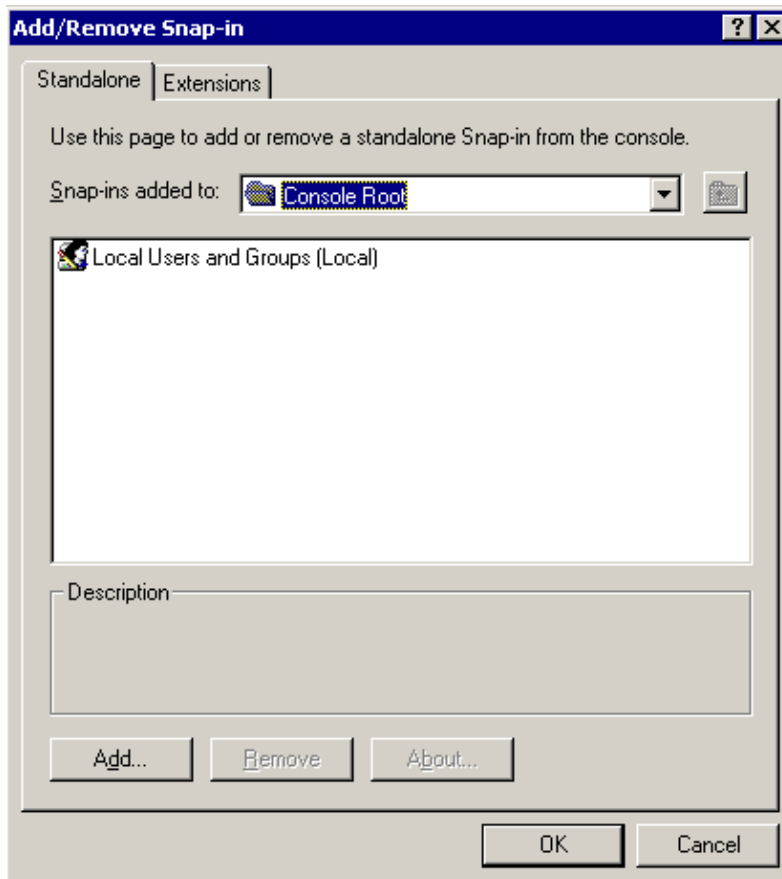 Add/Remove Snap-in
Standalone
Extensions
Use this page to add or remove a standalone Snap-in from the console.
Snap-ins added to:
Console Root
Local Users and Groups (Local)
Description
Add...
Remove
About...
OK
Cancel